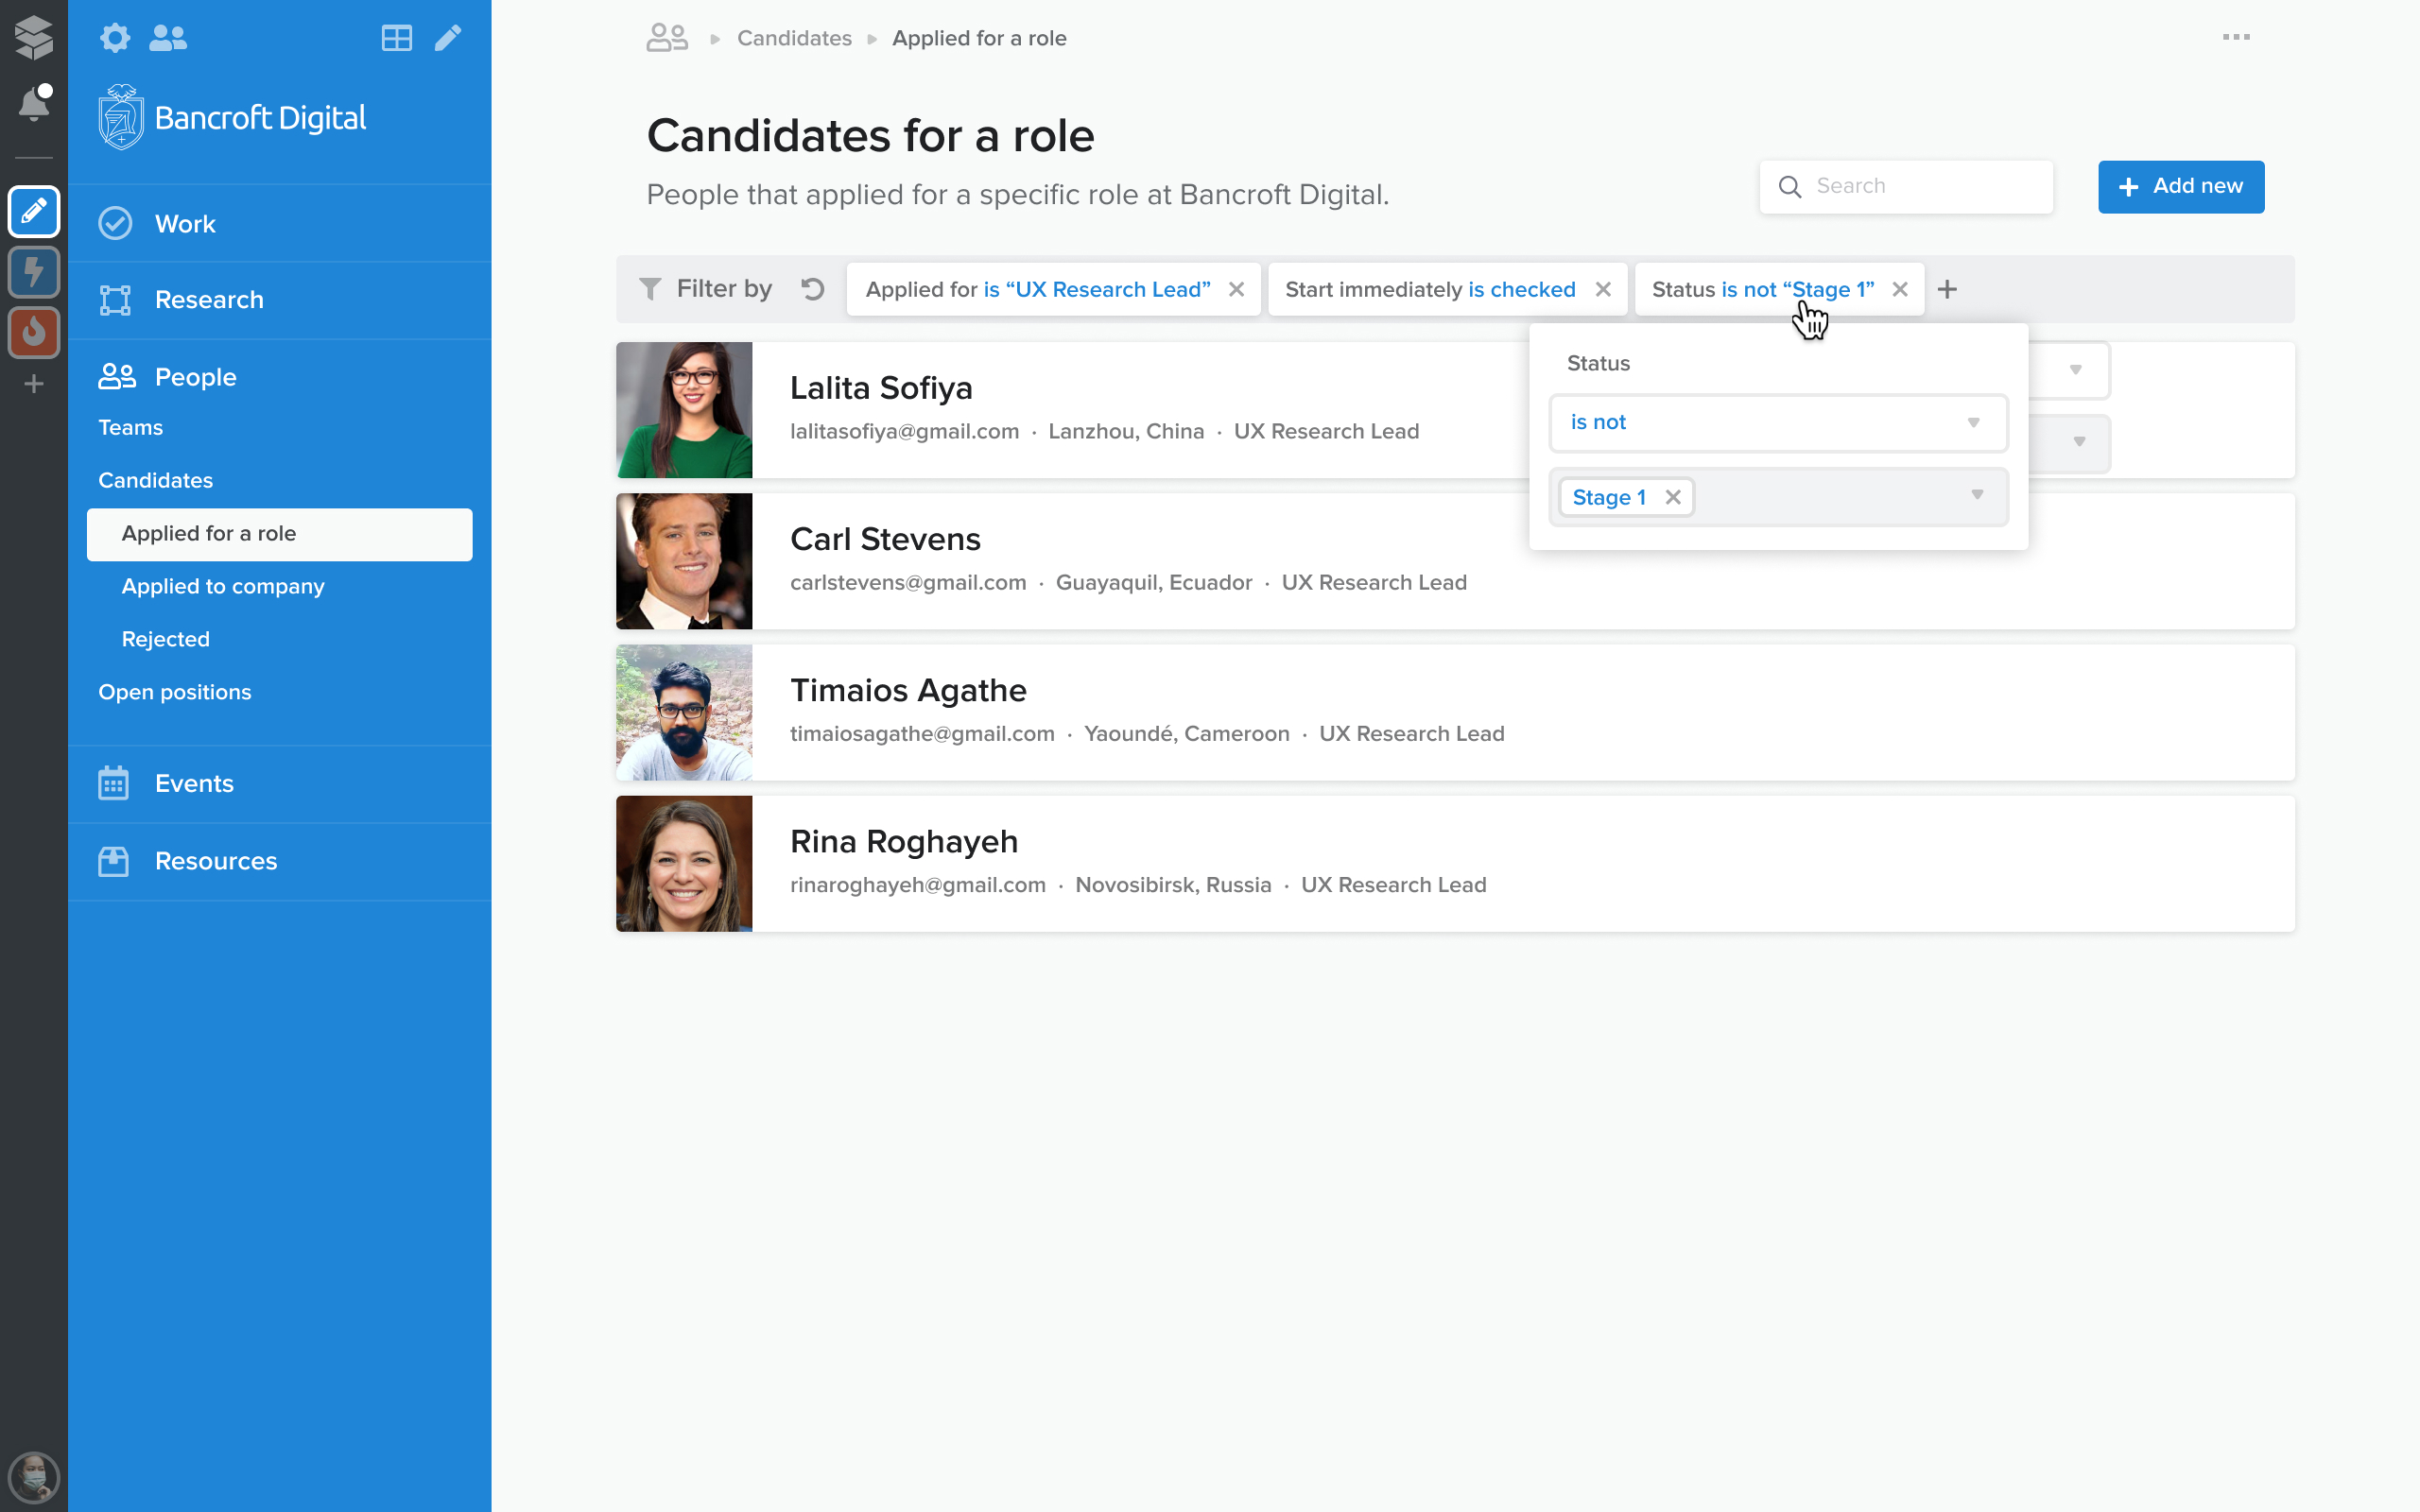 Bancroft Digital
Work
Research
People
Teams
Candidates
Applied for a role
Applied to company
Rejected
Open positions
Events
Resources
Candidates Applied for a role
Candidates for a role
People that applied for a specific role at Bancroft Digital.
Search
Add new
Filter by
Applied for is “UX Research Lead”
Start immediately is checked
Status is not “Stage 1”
Status
is not
Stage 1
Lalita Sofiya
lalitasofiya@gmail.com · Lanzhou, China · UX Research Lead
Carl Stevens
carlstevens@gmail.com · Guayaquil, Ecuador · UX Research Lead
Timaios Agathe
timaiosagathe@gmail.com · Yaoundé, Cameroon · UX Research Lead
Rina Roghayeh
rinaroghayeh@gmail.com · Novosibirsk, Russia · UX Research Lead